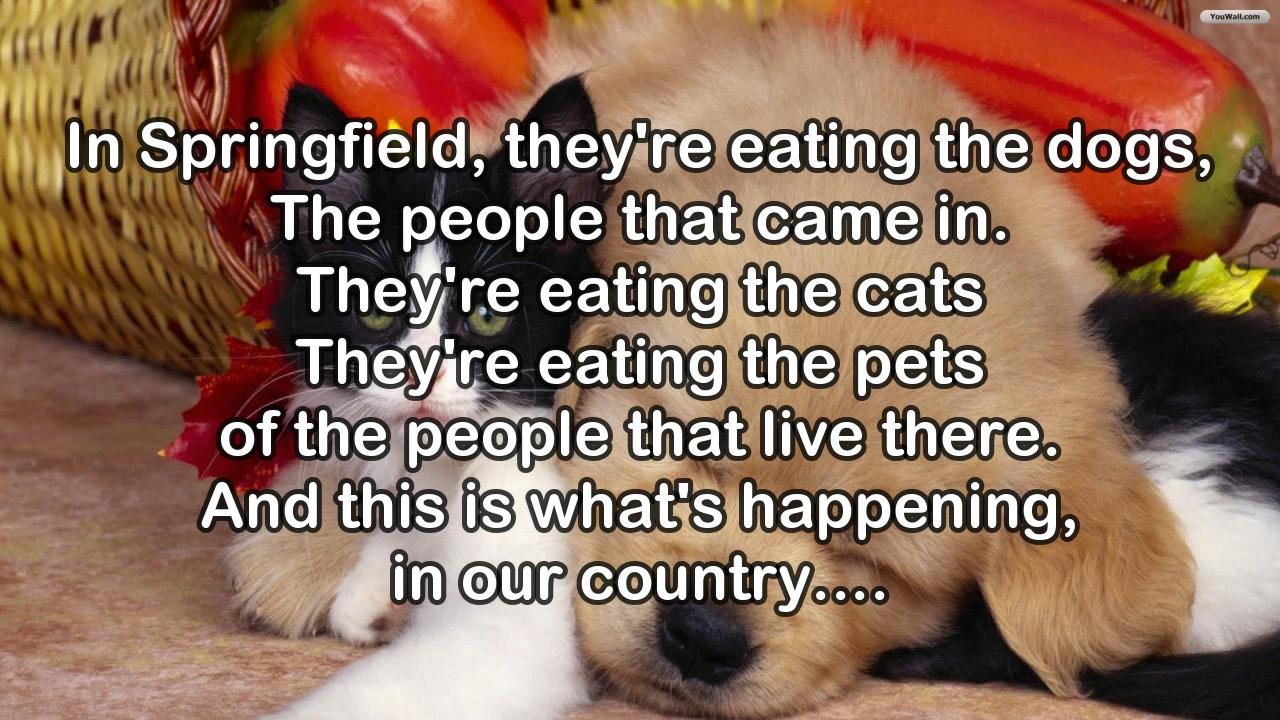 YouWall.com
In Springfield, they're eating the dogs,
The people that came in.
They're eating the cats
They're eating the pets
of the people that live there.
And this is what's happening,
in our country....